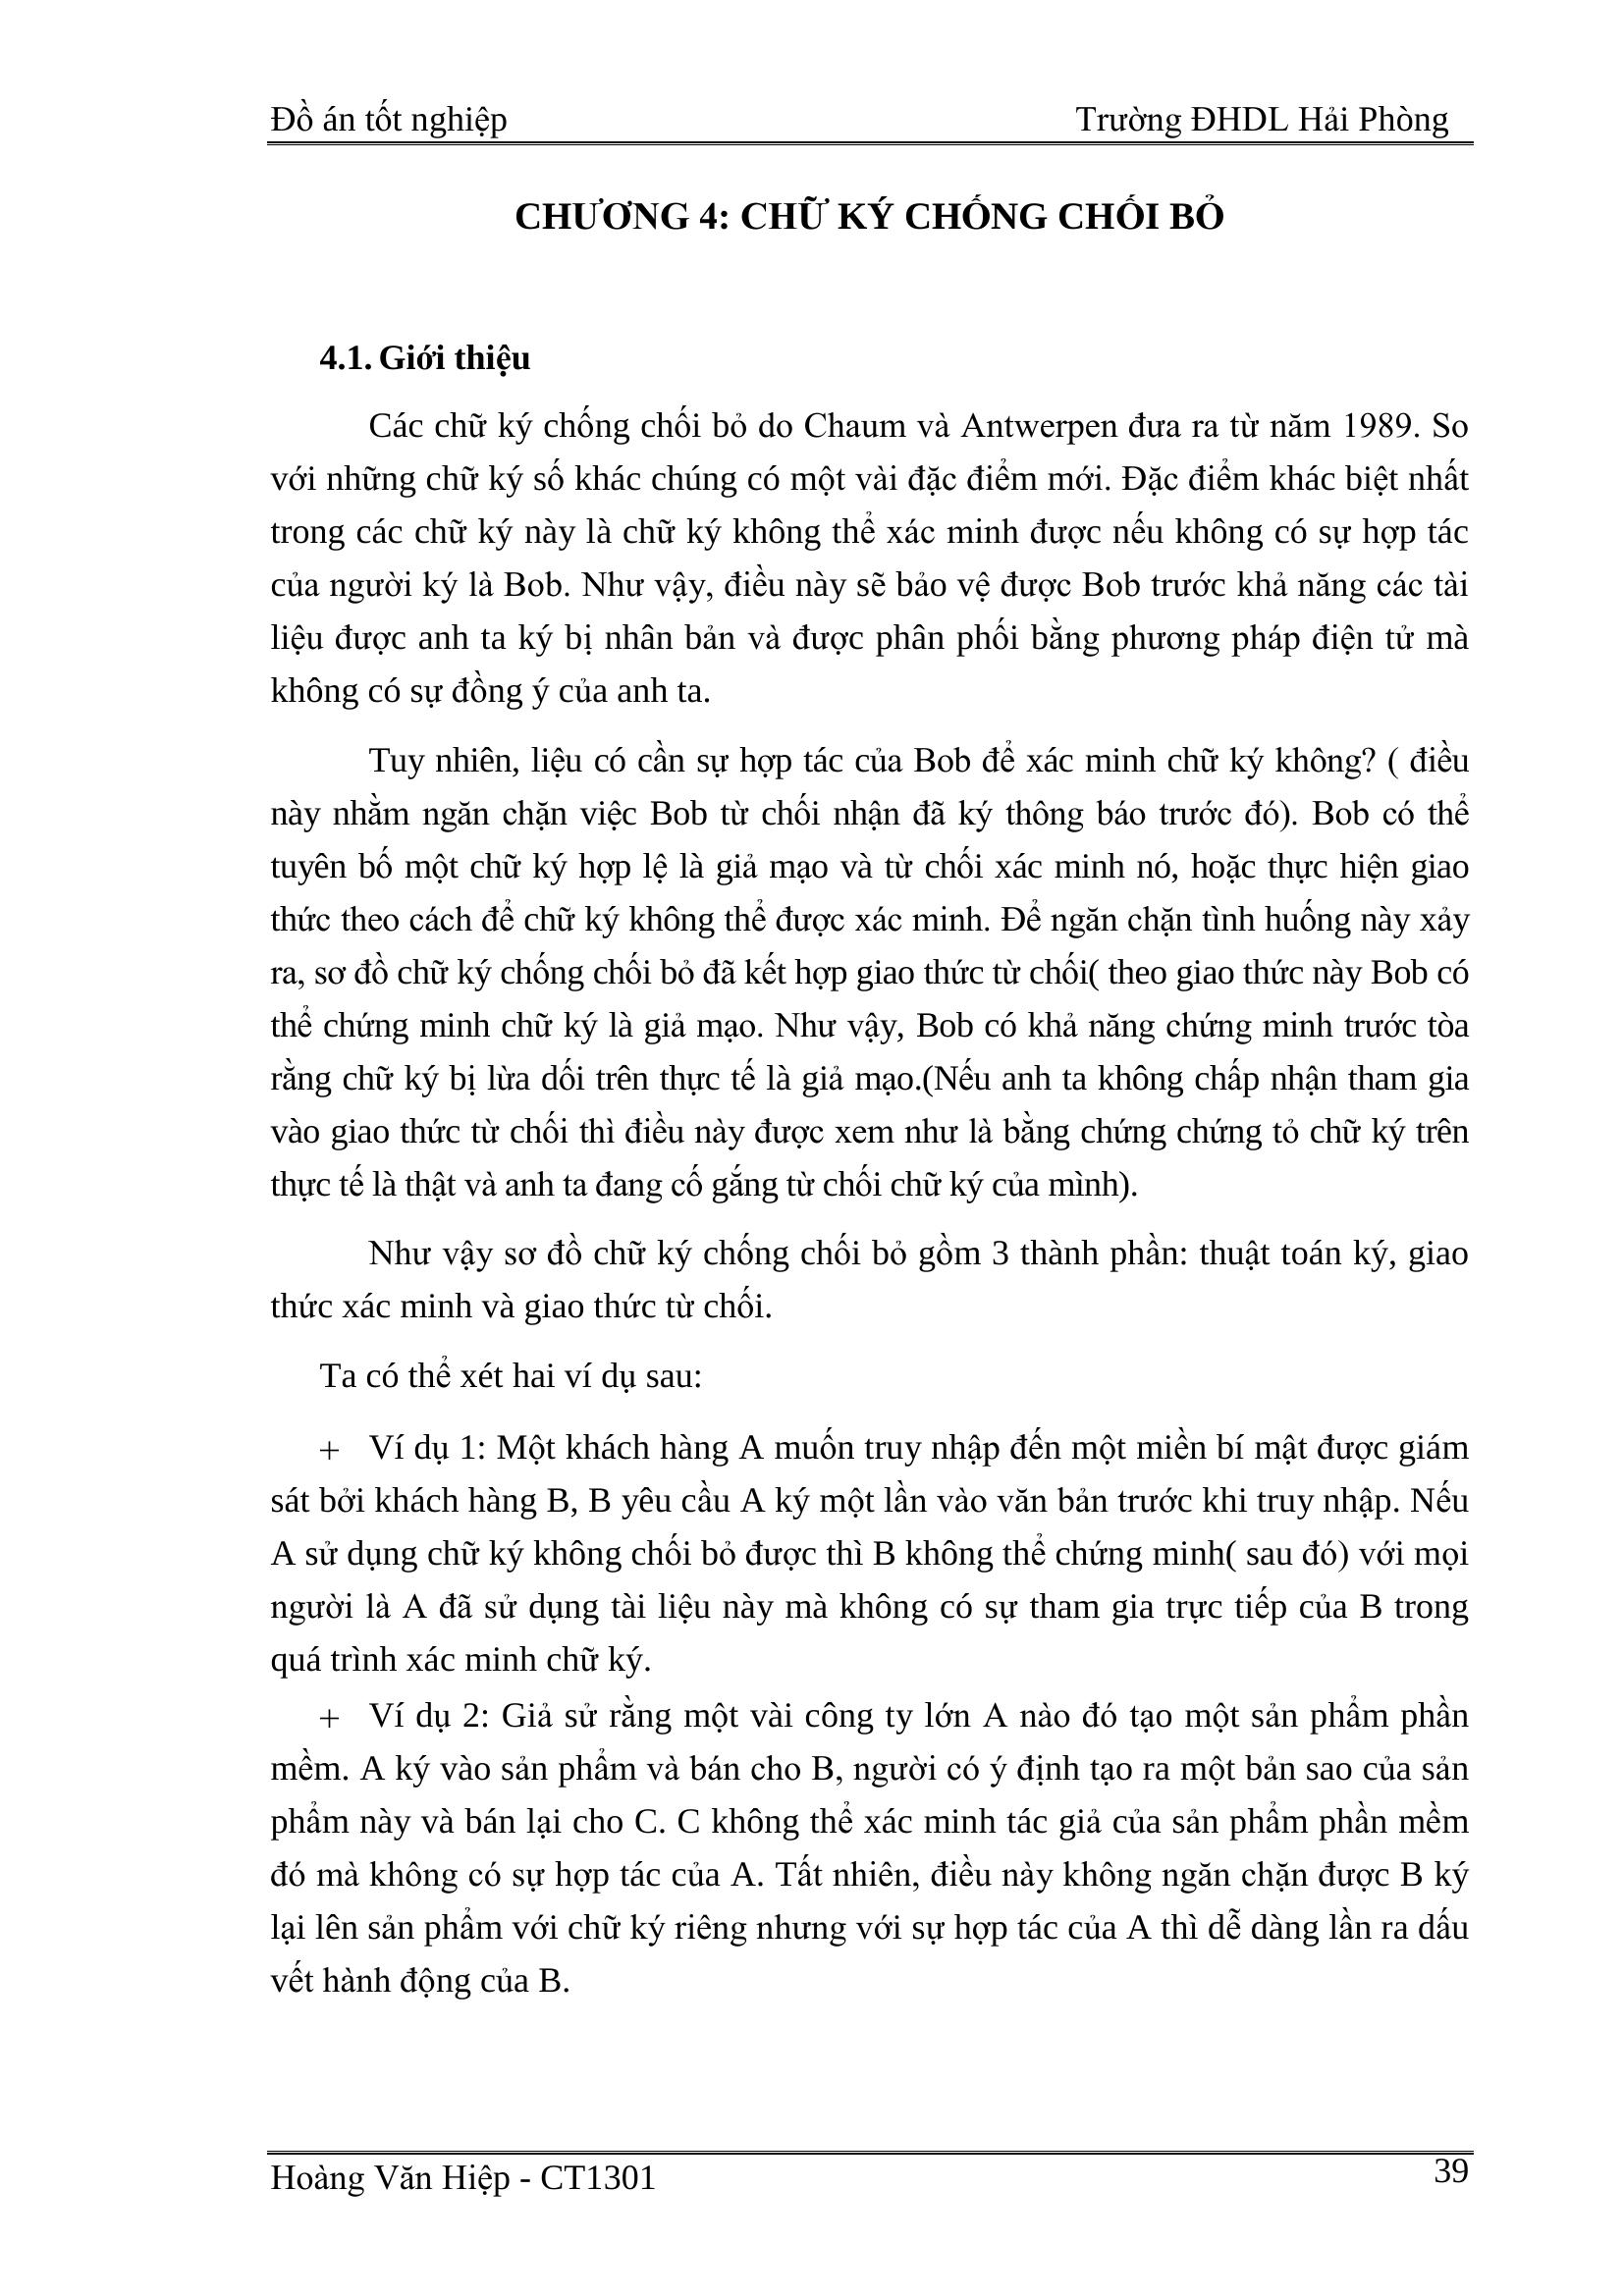 Đồ án tốt nghiệp Trường ĐHDL Hải Phòng
CHƯƠNG 4: CHỮ KÝ CHỐNG CHỐI BỎ
4.1. Giới thiệu
Các chữ ký chống chối bỏ do Chaum và Antwerpen đưa ra từ năm 1989. So
với những chữ ký số khác chúng có một vài đặc điểm mới. Đặc điểm khác biệt nhất
trong các chữ ký này là chữ ký không thể xác minh được nếu không có sự hợp tác
của người ký là Bob. Như vậy, điều này sẽ bảo vệ được Bob trước khả năng các tài
liệu được anh ta ký bị nhân bản và được phân phối bằng phương pháp điện tử mà
không có sự đồng ý của anh ta.
Tuy nhiên, liệu có cần sự hợp tác của Bob để xác minh chữ ký không? ( điều
này nhằm ngăn chặn việc Bob từ chối nhận đã ký thông báo trước đó). Bob có thể
tuyên bố một chữ ký hợp lệ là giả mạo và từ chối xác minh nó, hoặc thực hiện giao
thức theo cách để chữ ký không thể được xác minh. Để ngăn chặn tình huống này xảy
ra, sơ đồ chữ ký chống chối bỏ đã kết hợp giao thức từ chối( theo giao thức này Bob có
thể chứng minh chữ ký là giả mạo. Như vậy, Bob có khả năng chứng minh trước tòa
rằng chữ ký bị lừa dối trên thực tế là giả mạo.(Nếu anh ta không chấp nhận tham gia
vào giao thức từ chối thì điều này được xem như là bằng chứng chứng tỏ chữ ký trên
thực tế là thật và anh ta đang cố gắng từ chối chữ ký của mình).
Như vậy sơ đồ chữ ký chống chối bỏ gồm 3 thành phần: thuật toán ký, giao
thức xác minh và giao thức từ chối.
Ta có thể xét hai ví dụ sau:
+ Ví dụ 1: Một khách hàng A muốn truy nhập đến một miền bí mật được giám
sát bởi khách hàng B, B yêu cầu A ký một lần vào văn bản trước khi truy nhập. Nếu
A sử dụng chữ ký không chối bỏ được thì B không thể chứng minh( sau đó) với mọi
người là A đã sử dụng tài liệu này mà không có sự tham gia trực tiếp của B trong
quá trình xác minh chữ ký.
+ Ví dụ 2: Giả sử rằng một vài công ty lớn A nào đó tạo một sản phẩm phần
mềm. A ký vào sản phẩm và bán cho B, người có ý định tạo ra một bản sao của sản
phẩm này và bán lại cho C. C không thể xác minh tác giả của sản phẩm phần mềm
đó mà không có sự hợp tác của A. Tất nhiên, điều này không ngăn chặn được B ký
lại lên sản phẩm với chữ ký riêng nhưng với sự hợp tác của A thì dễ dàng lần ra dấu
vết hành động của B.
Hoàng Văn Hiệp - CT1301 39